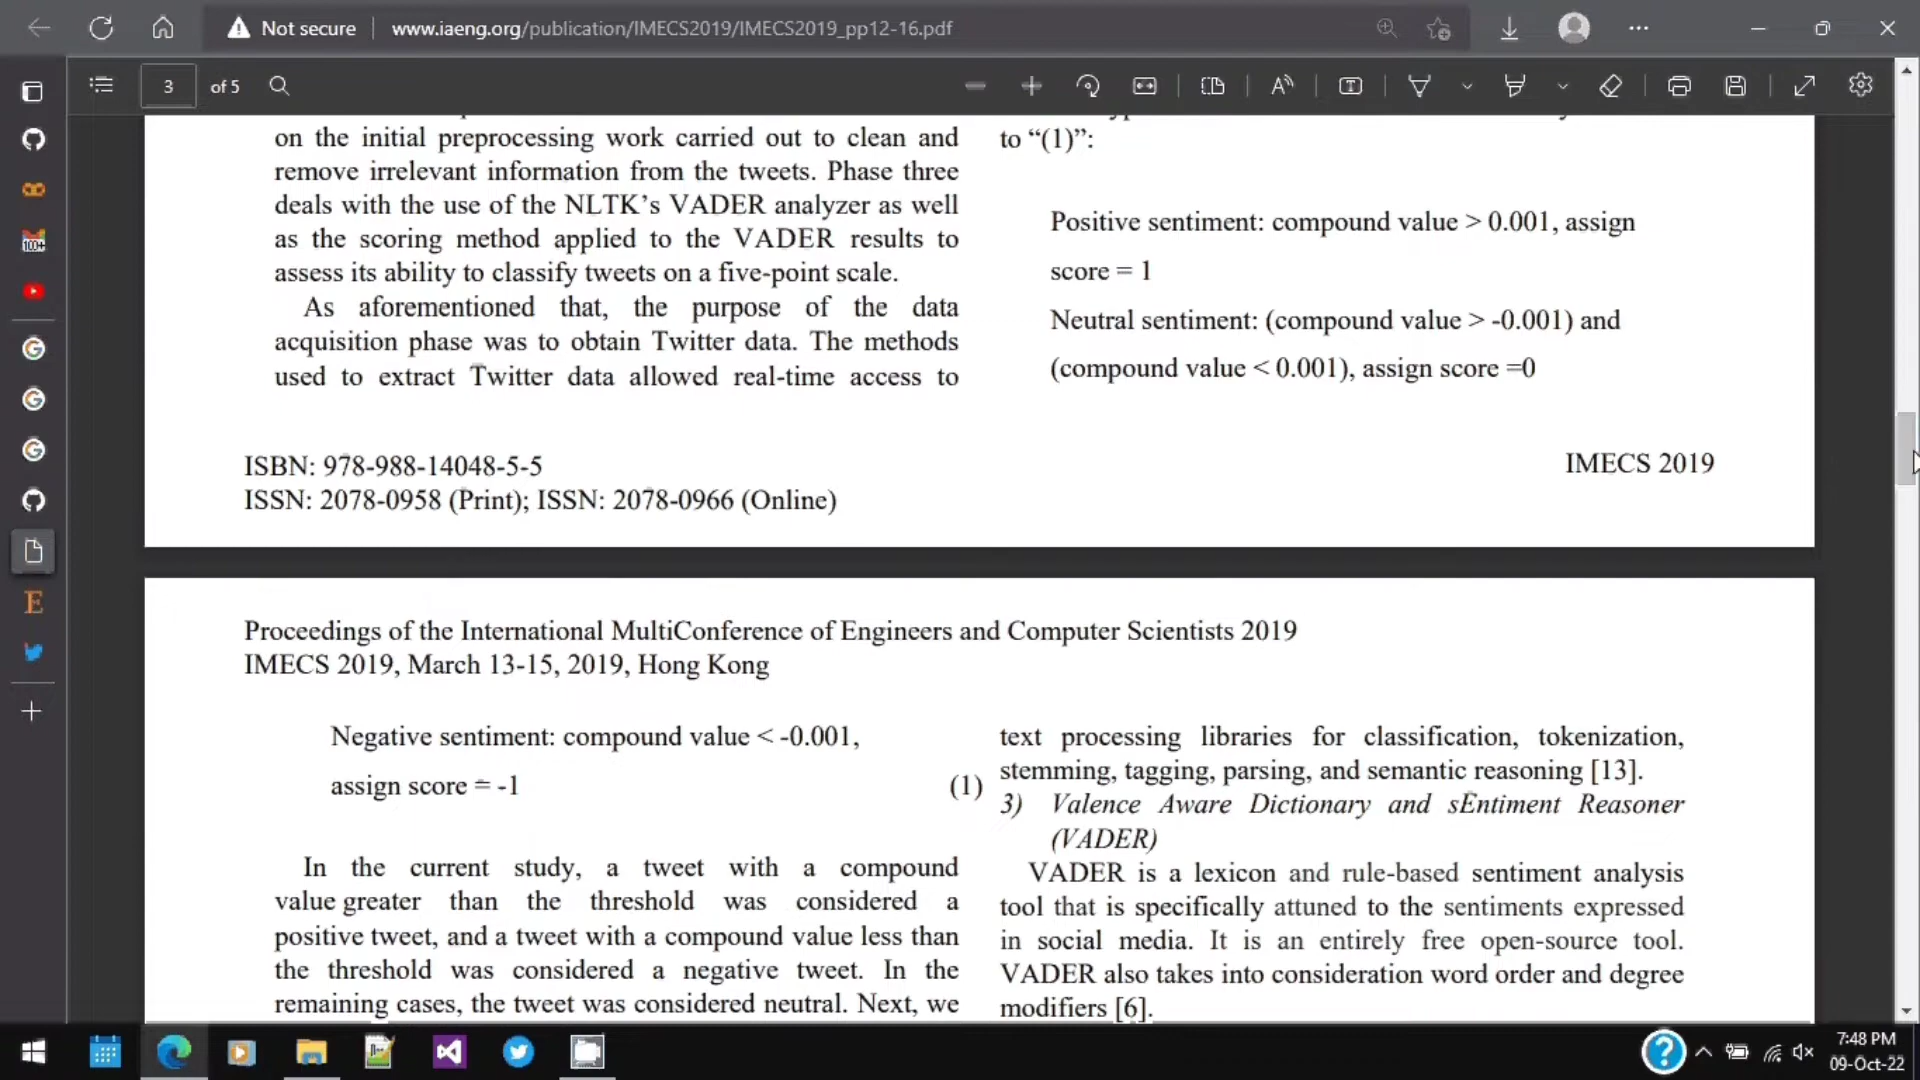 Not secure
www.iaeng.org/publication/IMECS2019/IMECS2019_pp12-16.pdf
3 of 5
on the initial preprocessing work carried out to clean and
remove irrelevant information from the tweets. Phase three
deals with the use of the NLTK’s VADER analyzer as well
as the scoring method applied to the VADER results to
assess its ability to classify tweets on a five-point scale.
As aforementioned that, the purpose of the data
acquisition phase was to obtain Twitter data. The methods
used to extract Twitter data allowed real-time access to
to “(1)”:
Positive sentiment: compound value > 0.001, assign
score = 1
Neutral sentiment: (compound value > -0.001) and
(compound value < 0.001), assign score =0
ISBN: 978-988-14048-5-5
ISSN: 2078-0958 (Print); ISSN: 2078-0966 (Online)
IMECS 2019
Proceedings of the International MultiConference of Engineers and Computer Scientists 2019
IMECS 2019, March 13-15, 2019, Hong Kong
Negative sentiment: compound value < -0.001,
assign score = -1 (1)
In the current study, a tweet with a compound
value greater than the threshold was considered a
positive tweet, and a tweet with a compound value less than
the threshold was considered a negative tweet. In the
remaining cases, the tweet was considered neutral. Next, we
text processing libraries for classification, tokenization,
stemming, tagging, parsing, and semantic reasoning [13].
3) Valence Aware Dictionary and sEntiment Reasoner
(VADER)
VADER is a lexicon and rule-based sentiment analysis
tool that is specifically attuned to the sentiments expressed
in social media. It is an entirely free open-source tool.
VADER also takes into consideration word order and degree
modifiers [6].
100+
E
7:48 PM
09-Oct-22